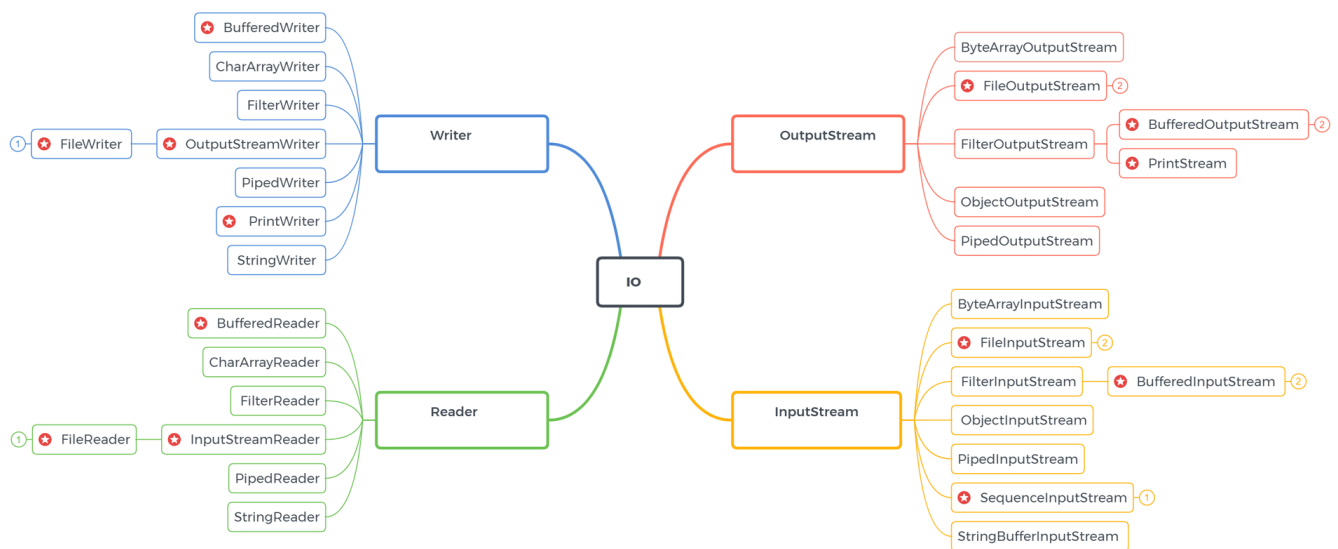 IO
Writer
BufferedWriter
CharArrayWriter
FilterWriter
OutputStreamWriter
FileWriter
1
PipedWriter
PrintWriter
StringWriter
Reader
BufferedReader
CharArrayReader
FilterReader
InputStreamReader
FileReader
1
PipedReader
StringReader
OutputStream
ByteArrayOutputStream
FileOutputStream
2
FilterOutputStream
BufferedOutputStream
2
PrintStream
ObjectOutputStream
PipedOutputStream
InputStream
ByteArrayInputStream
FileInputStream
2
FilterInputStream
BufferedInputStream
2
ObjectInputStream
PipedInputStream
SequenceInputStream
1
StringBufferInputStream